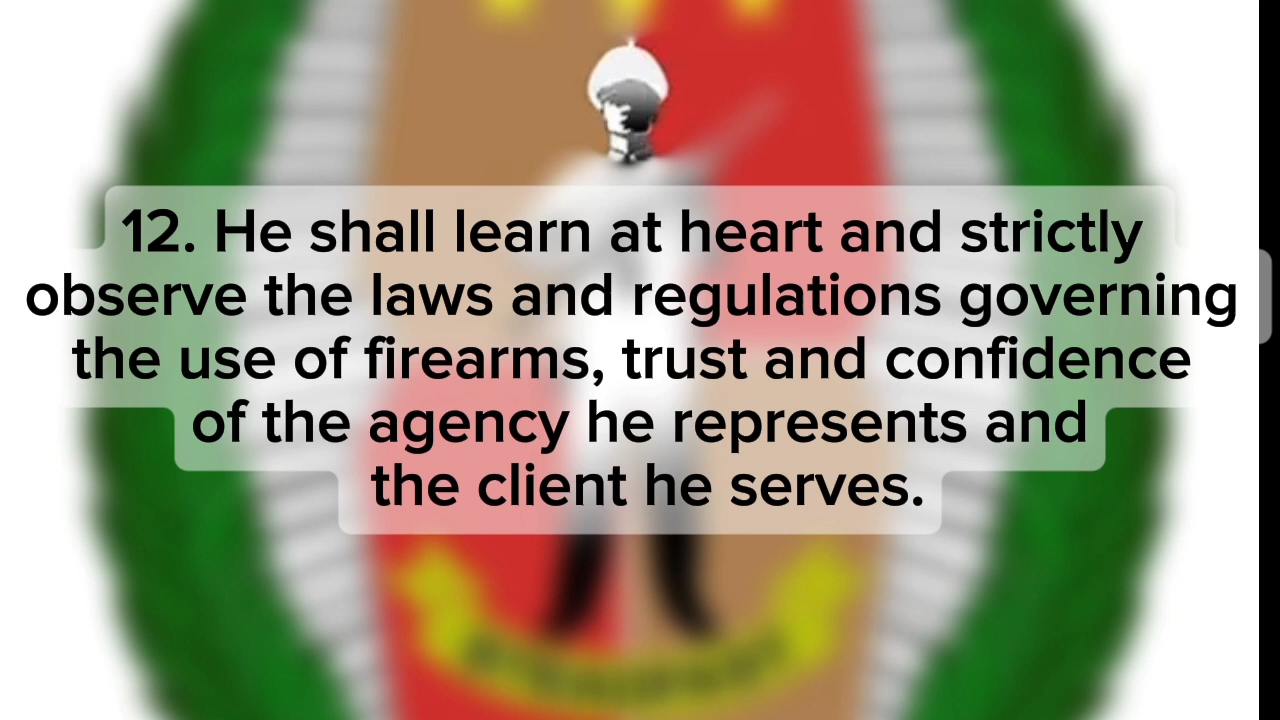 12. He shall learn at heart and strictly
observe the laws and regulations governing
the use of firearms, trust and confidence
of the agency he represents and
the client he serves.